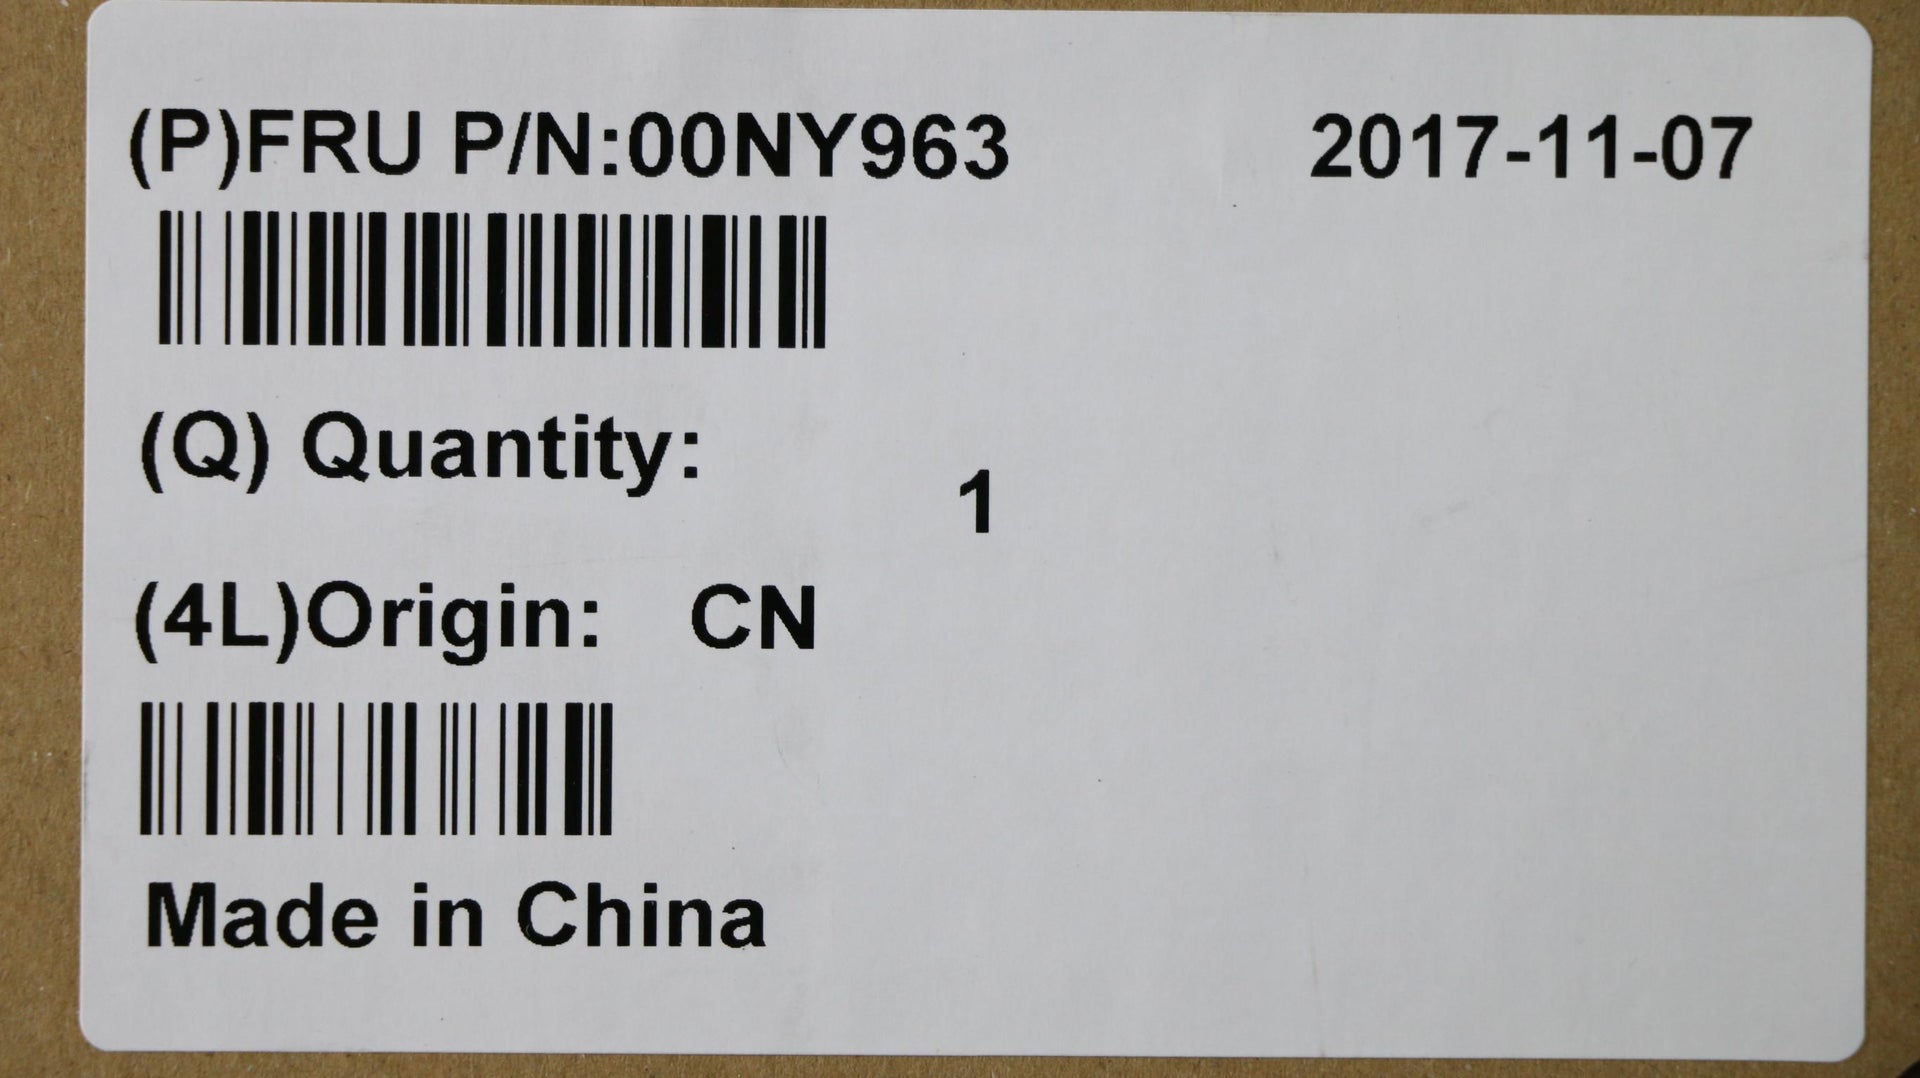 (P)FRU P/N:00NY963 2017-11-07
(Q) Quantity:
1
(4L)Origin: CN
Made in China